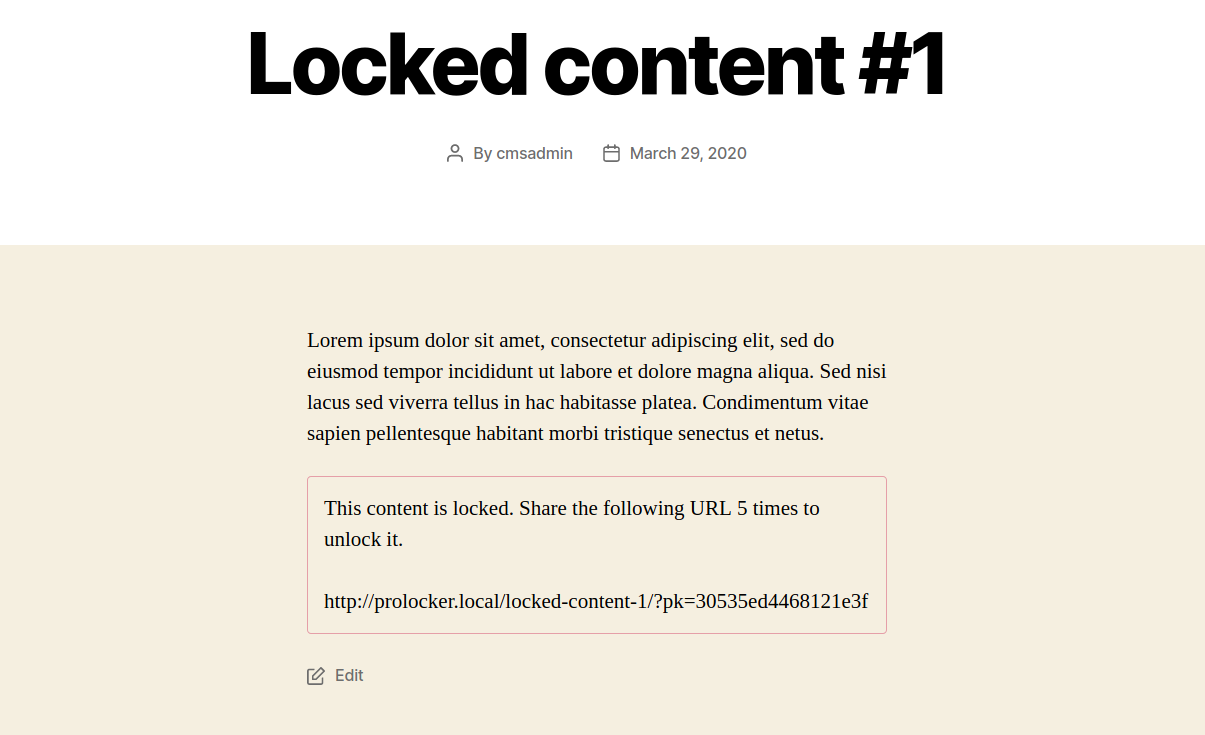 Locked content #1
By cmsadmin March 29, 2020
Lorem ipsum dolor sit amet, consectetur adipiscing elit, sed do
eiusmod tempor incididunt ut labore et dolore magna aliqua. Sed nisi
lacus sed viverra tellus in hac habitasse platea. Condimentum vitae
sapien pellentesque habitant morbi tristique senectus et netus.
This content is locked. Share the following URL 5 times to
unlock it.
http://prolocker.local/locked-content-1/?pk=30535ed4468121e3f
Edit